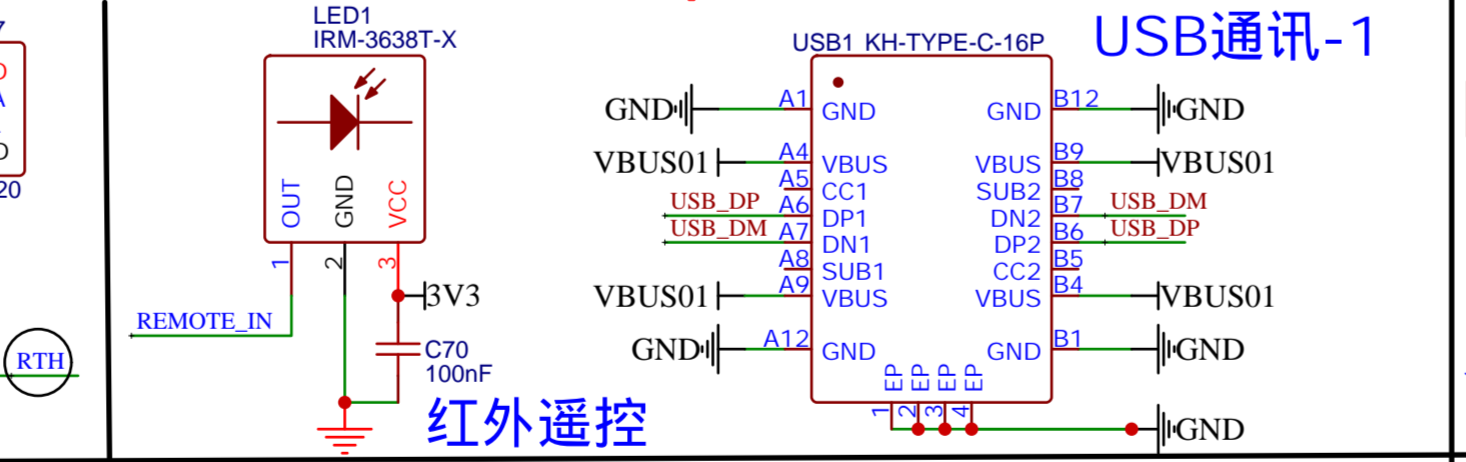 LED1
IRM-3638T-X
OUT
GND
VCC
1
2
3
3V3
REMOTE_IN
C70
100nF
红外遥控
RTH
20
USB通讯-1
USB1 KH-TYPE-C-16P
GND A1 GND GND B12 GND
VBUS01 A4 VBUS VBUS B9 VBUS01
A5 CC1 SUB2 B8
USB_DP A6 DP1 DN2 B7 USB_DM
USB_DM A7 DN1 DP2 B6 USB_DP
A8 SUB1 CC2 B5
VBUS01 A9 VBUS VBUS B4 VBUS01
GND A12 GND GND B1 GND
EP EP EP EP
1 2 3 4
GND